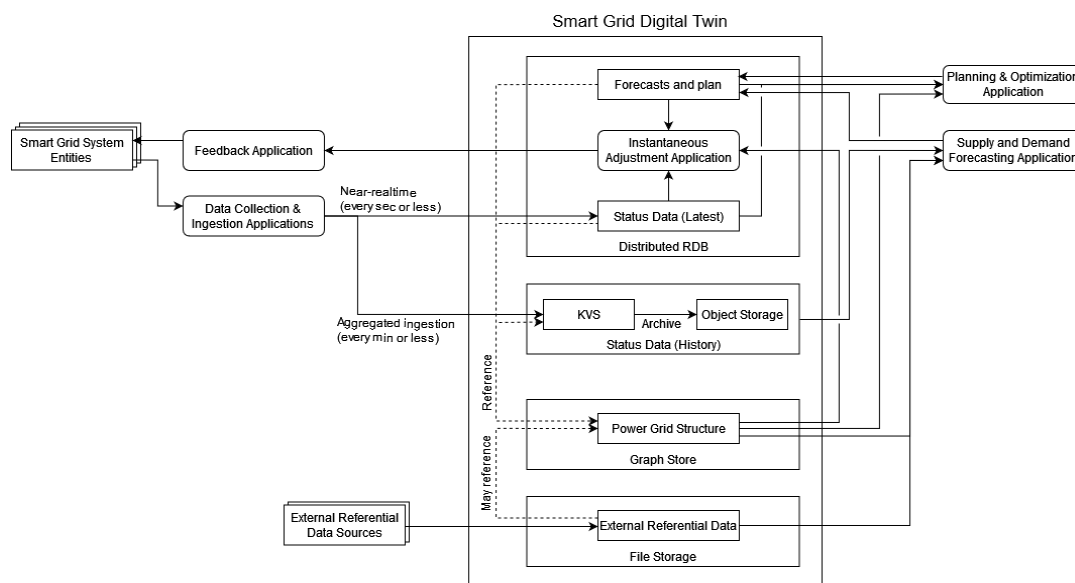 Smart Grid Digital Twin
Forecasts and plan
Planning & Optimization
Application
Smart Grid System
Entities
Feedback Application
Instantaneous
Adjustment Application
Supply and Demand
Forecasting Application
Near-realtime
(every sec or less)
Data Collection &
Ingestion Applications
Status Data (Latest)
Distributed RDB
KVS
Archive
Object Storage
Aggregated ingestion
(every min or less)
Status Data (History)
Reference
Power Grid Structure
Graph Store
May reference
External Referential
Data Sources
External Referential Data
File Storage